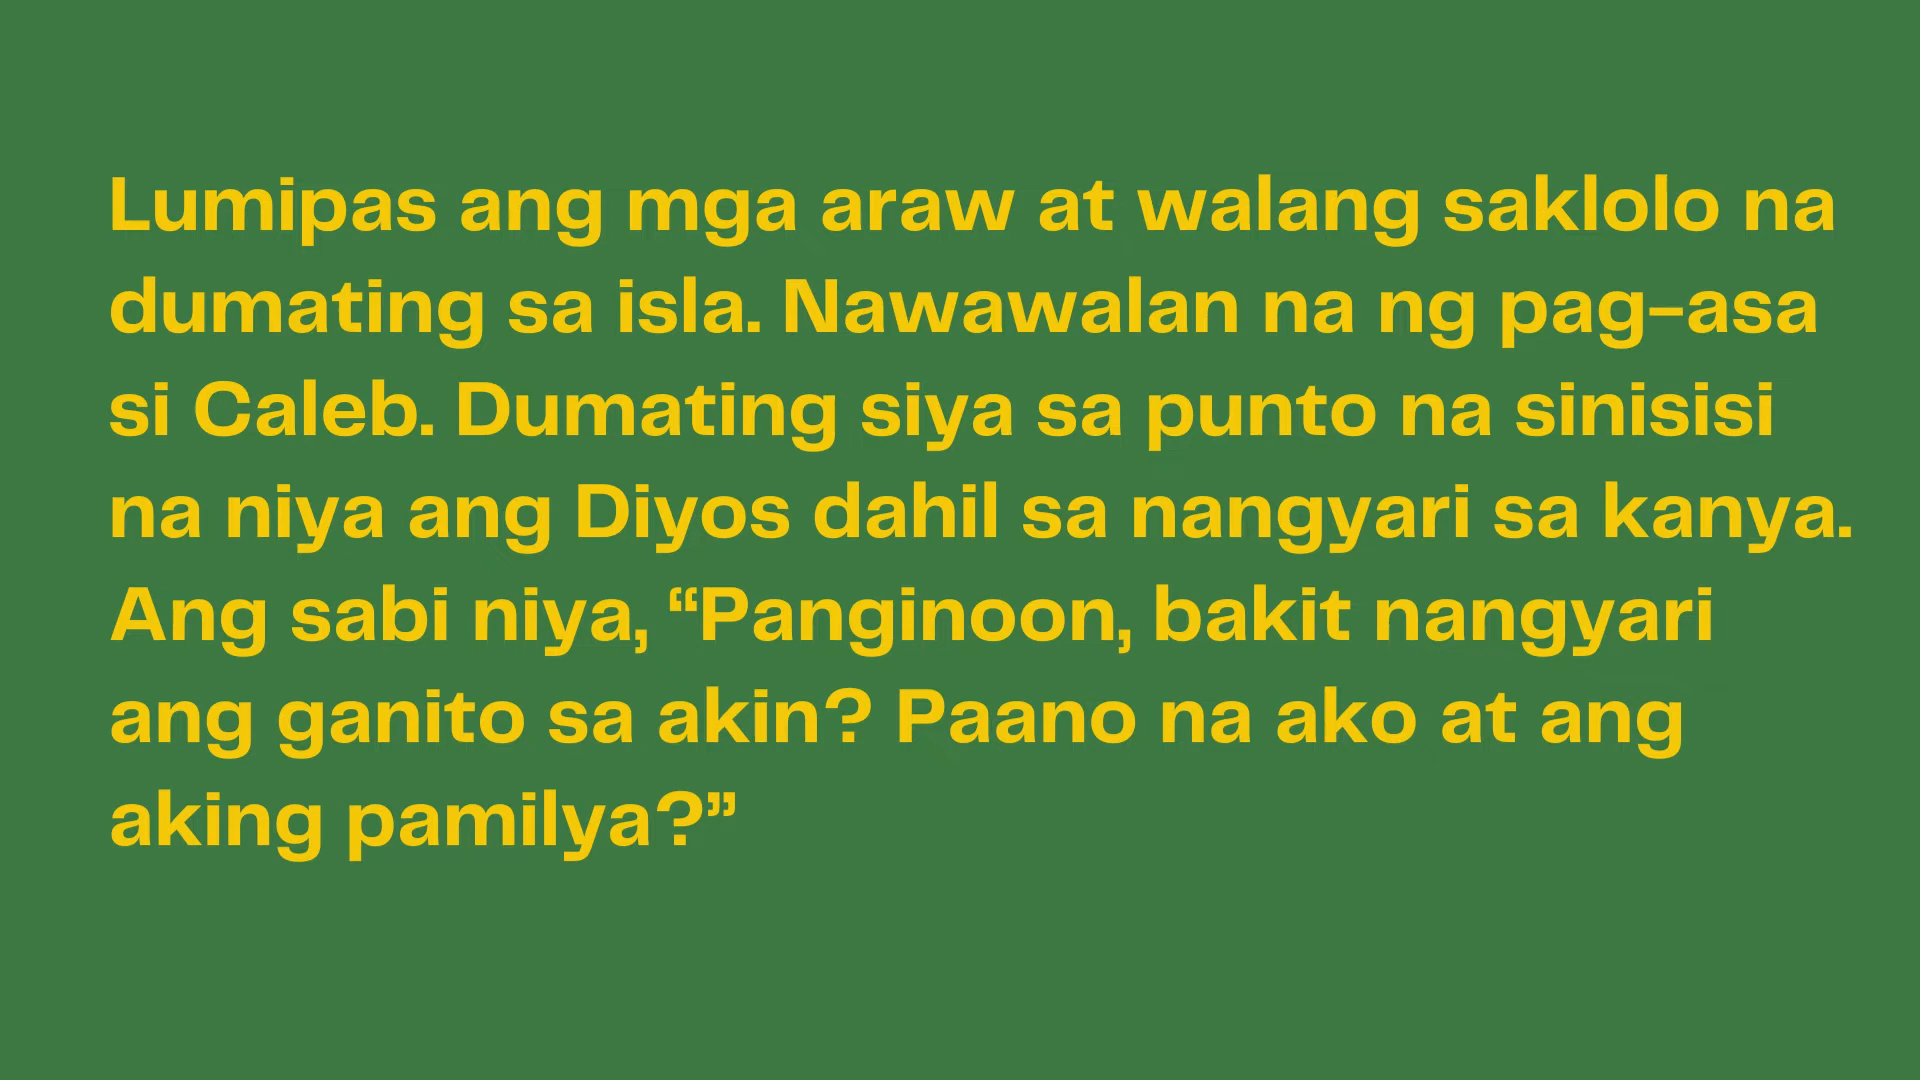 Lumipas ang mga araw at walang saklolo na
dumating sa isla. Nawawalan na ng pag-asa
si Caleb. Dumating siya sa punto na sinisisi
na niya ang Diyos dahil sa nangyari sa kanya.
Ang sabi niya, “Panginoon, bakit nangyari
ang ganito sa akin? Paano na ako at ang
aking pamilya?”